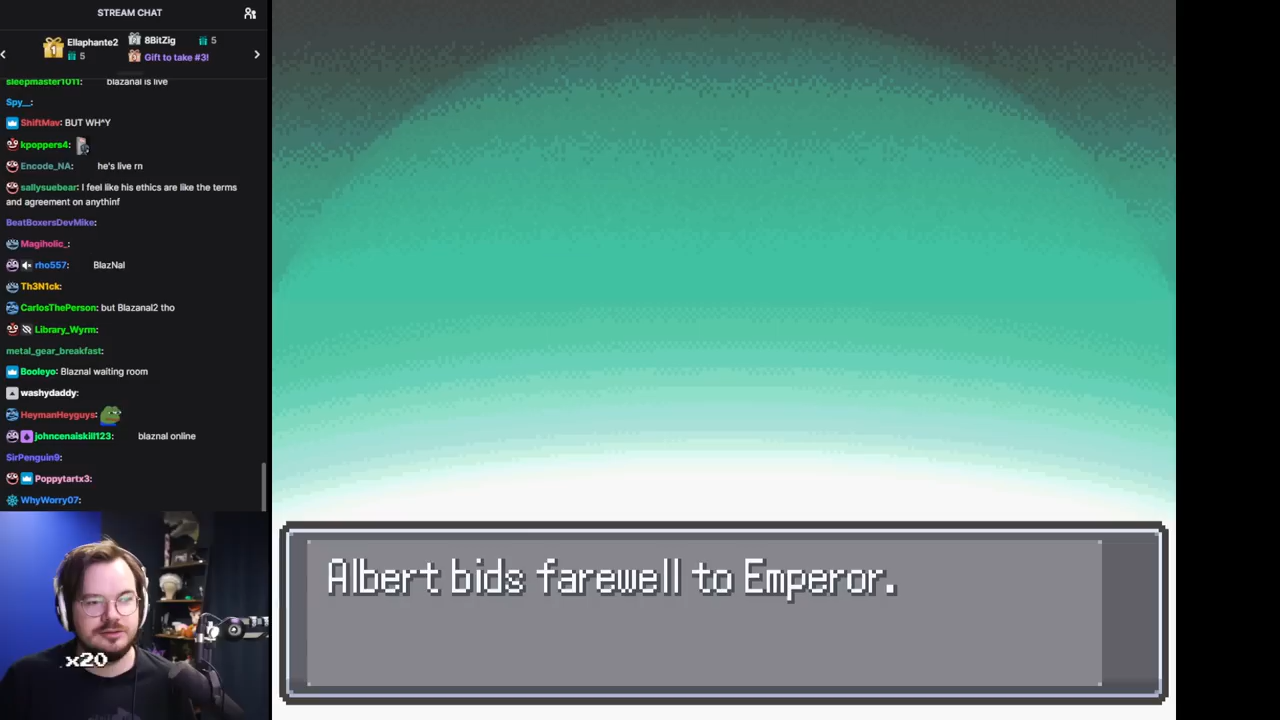 STREAM CHAT
Ellaphante2
5
8BitZig
5
Gift to take #3!
sleepmaster1011: blazanal is live
Spy__:
ShiftMav: BUT WH*Y
kpoppers4:
Encode_NA: he's live rn
sallysuebear: I feel like his ethics are like the terms
and agreement on anythinf
BeatBoxersDevMike:
Magiholic_:
rho557: BlazNal
Th3N1ck:
CarlosThePerson: but Blazanal2 tho
Library_Wyrm:
metal_gear_breakfast:
Booleyo: Blaznal waiting room
washydaddy:
HeymanHeyguys:
johncenaiskill123: blaznal online
SirPenguin9:
Poppytartx3:
WhyWorry07:
x20
Albert bids farewell to Emperor.